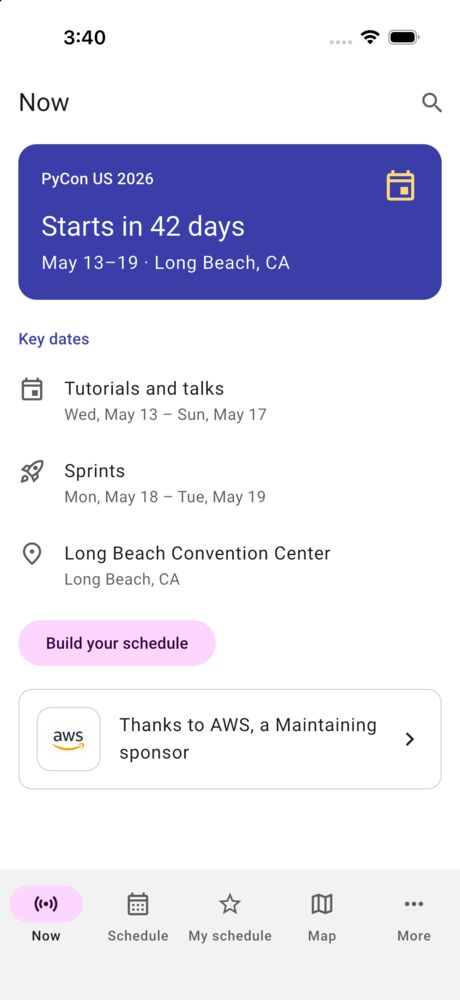 3:40
Now
PyCon US 2026
Starts in 42 days
May 13–19 · Long Beach, CA
Key dates
Tutorials and talks
Wed, May 13 – Sun, May 17
Sprints
Mon, May 18 – Tue, May 19
Long Beach Convention Center
Long Beach, CA
Build your schedule
aws
Thanks to AWS, a Maintaining
sponsor
Now
Schedule
My schedule
Map
More